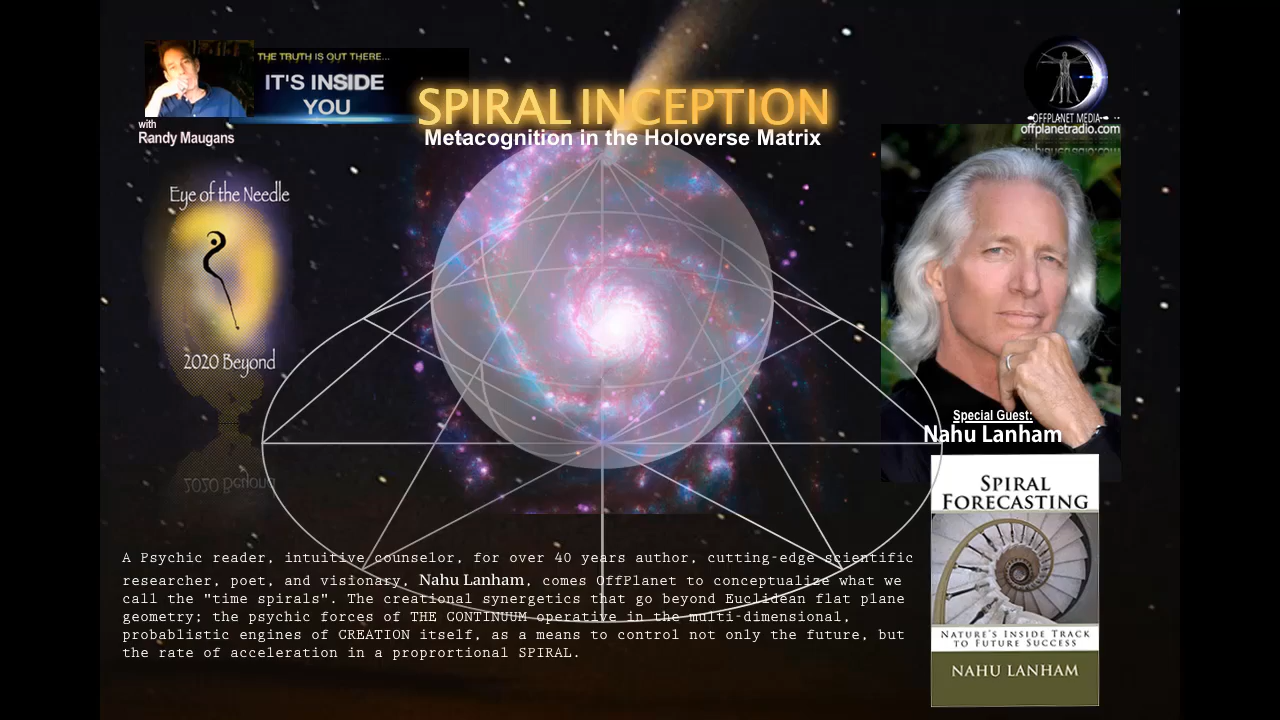 THE TRUTH IS OUT THERE...
IT'S INSIDE
YOU
with
Randy Maugans
SPIRAL INCEPTION
Metacognition in the Holoverse Matrix
OFFPLANET MEDIA
offplanetradio.com
offplanetradio.com
Eye of the Needle
2020 Beyond
2020 Beyond
Special Guest:
Nahu Lanham
SPIRAL
FORECASTING
NATURE'S INSIDE TRACK
TO FUTURE SUCCESS
NAHU LANHAM
A Psychic reader, intuitive counselor, for over 40 years author, cutting-edge scientific
researcher, poet, and visionary, Nahu Lanham, comes OffPlanet to conceptualize what we
call the "time spirals". The creational synergetics that go beyond Euclidean flat plane
geometry; the psychic forces of THE CONTINUUM operative in the multi-dimensional,
probablistic engines of CREATION itself, as a means to control not only the future, but
the rate of acceleration in a proprortional SPIRAL.